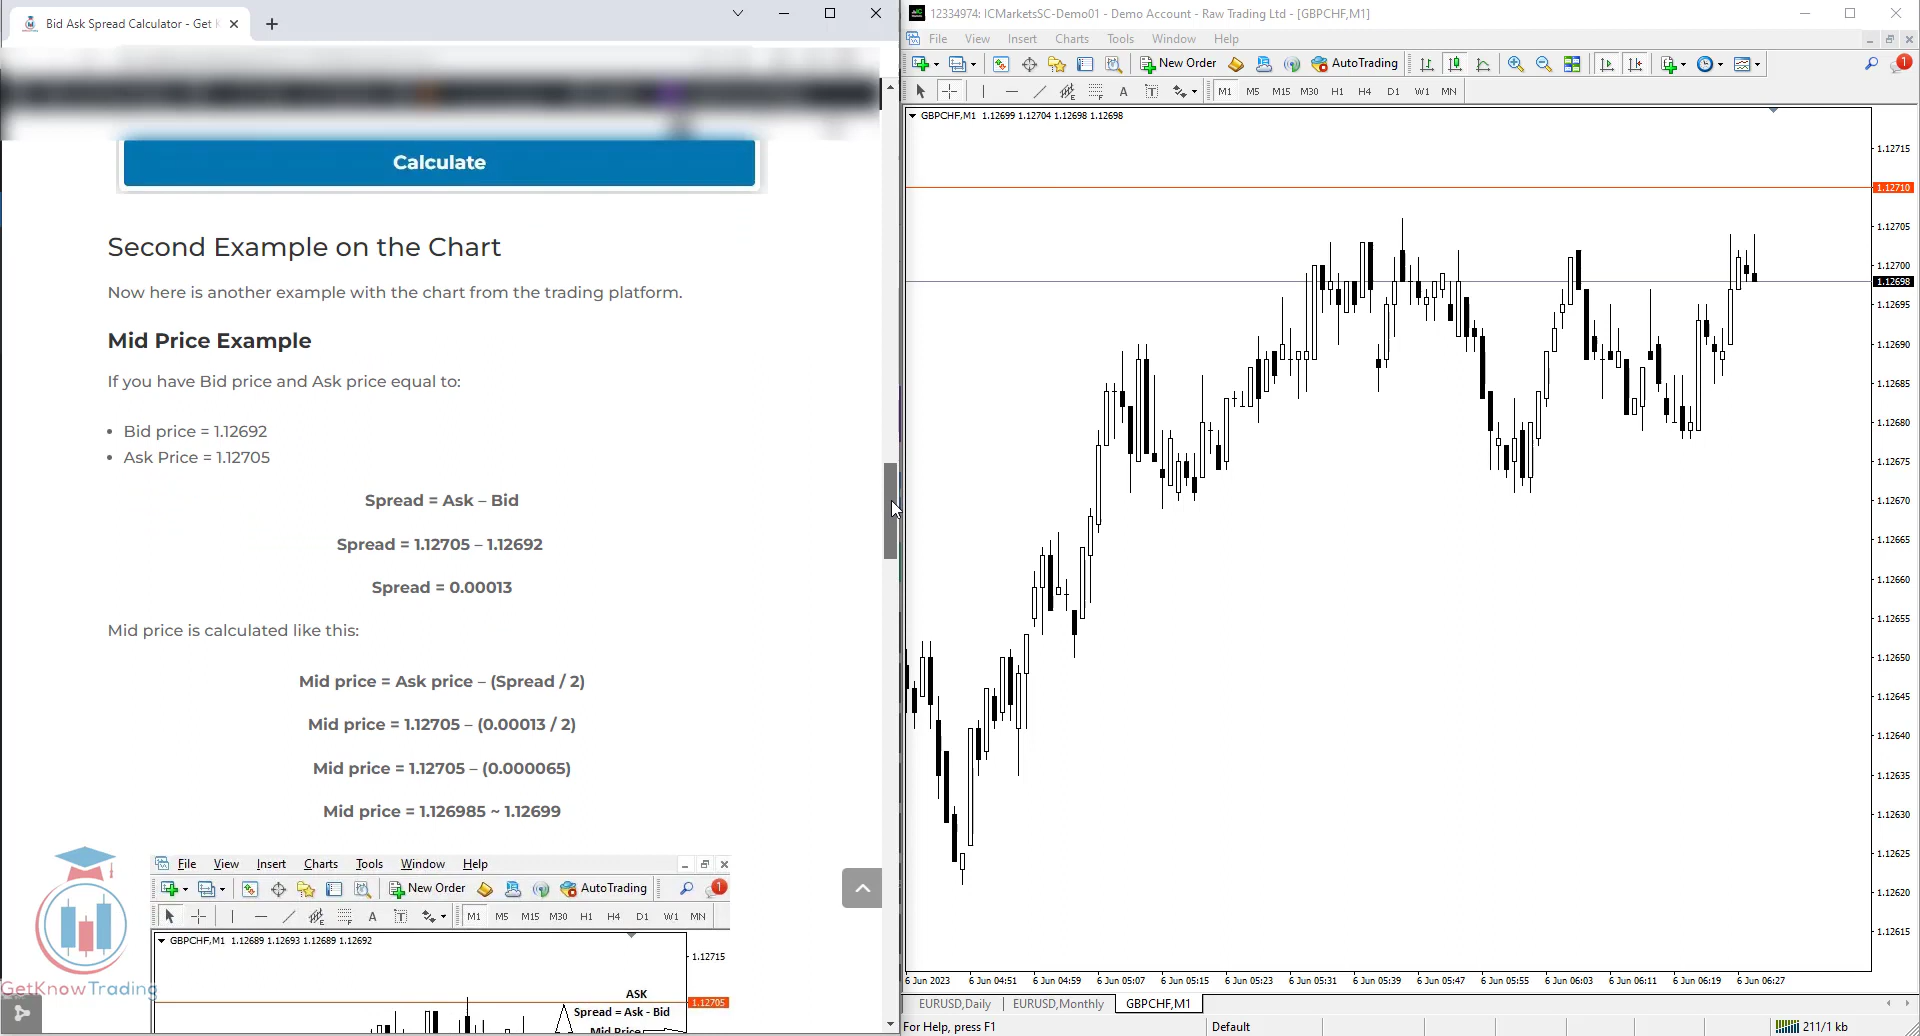 Bid Ask Spread Calculator - Get K
Calculate
Second Example on the Chart
Now here is another example with the chart from the trading platform.
Mid Price Example
If you have Bid price and Ask price equal to:
• Bid price = 1.12692
• Ask Price = 1.12705
Spread = Ask – Bid
Spread = 1.12705 – 1.12692
Spread = 0.00013
Mid price is calculated like this:
Mid price = Ask price – (Spread / 2)
Mid price = 1.12705 – (0.00013 / 2)
Mid price = 1.12705 – (0.000065)
Mid price = 1.126985 ~ 1.12699
File View Insert Charts Tools Window Help
New Order AutoTrading 1
A T M1 M5 M15 M30 H1 H4 D1 W1 MN
GBPCHF,M1 1.12689 1.12693 1.12689 1.12692
1.12715
ASK
1.12705
Spread = Ask - Bid
Mid Price
GetKnowTrading
12334974: ICMarketsSC-Demo01 - Demo Account - Raw Trading Ltd - [GBPCHF,M1]
File View Insert Charts Tools Window Help
New Order AutoTrading 1
A T M1 M5 M15 M30 H1 H4 D1 W1 MN
GBPCHF,M1 1.12699 1.12704 1.12698 1.12698
1.12715
1.12710
1.12705
1.12700
1.12698
1.12695
1.12690
1.12685
1.12680
1.12675
1.12670
1.12665
1.12660
1.12655
1.12650
1.12645
1.12640
1.12635
1.12630
1.12625
1.12620
1.12615
6 Jun 2023 6 Jun 04:51 6 Jun 04:59 6 Jun 05:07 6 Jun 05:15 6 Jun 05:23 6 Jun 05:31 6 Jun 05:39 6 Jun 05:47 6 Jun 05:55 6 Jun 06:03 6 Jun 06:11 6 Jun 06:19 6 Jun 06:27
EURUSD,Daily EURUSD,Monthly GBPCHF,M1
For Help, press F1 Default 211/1 kb